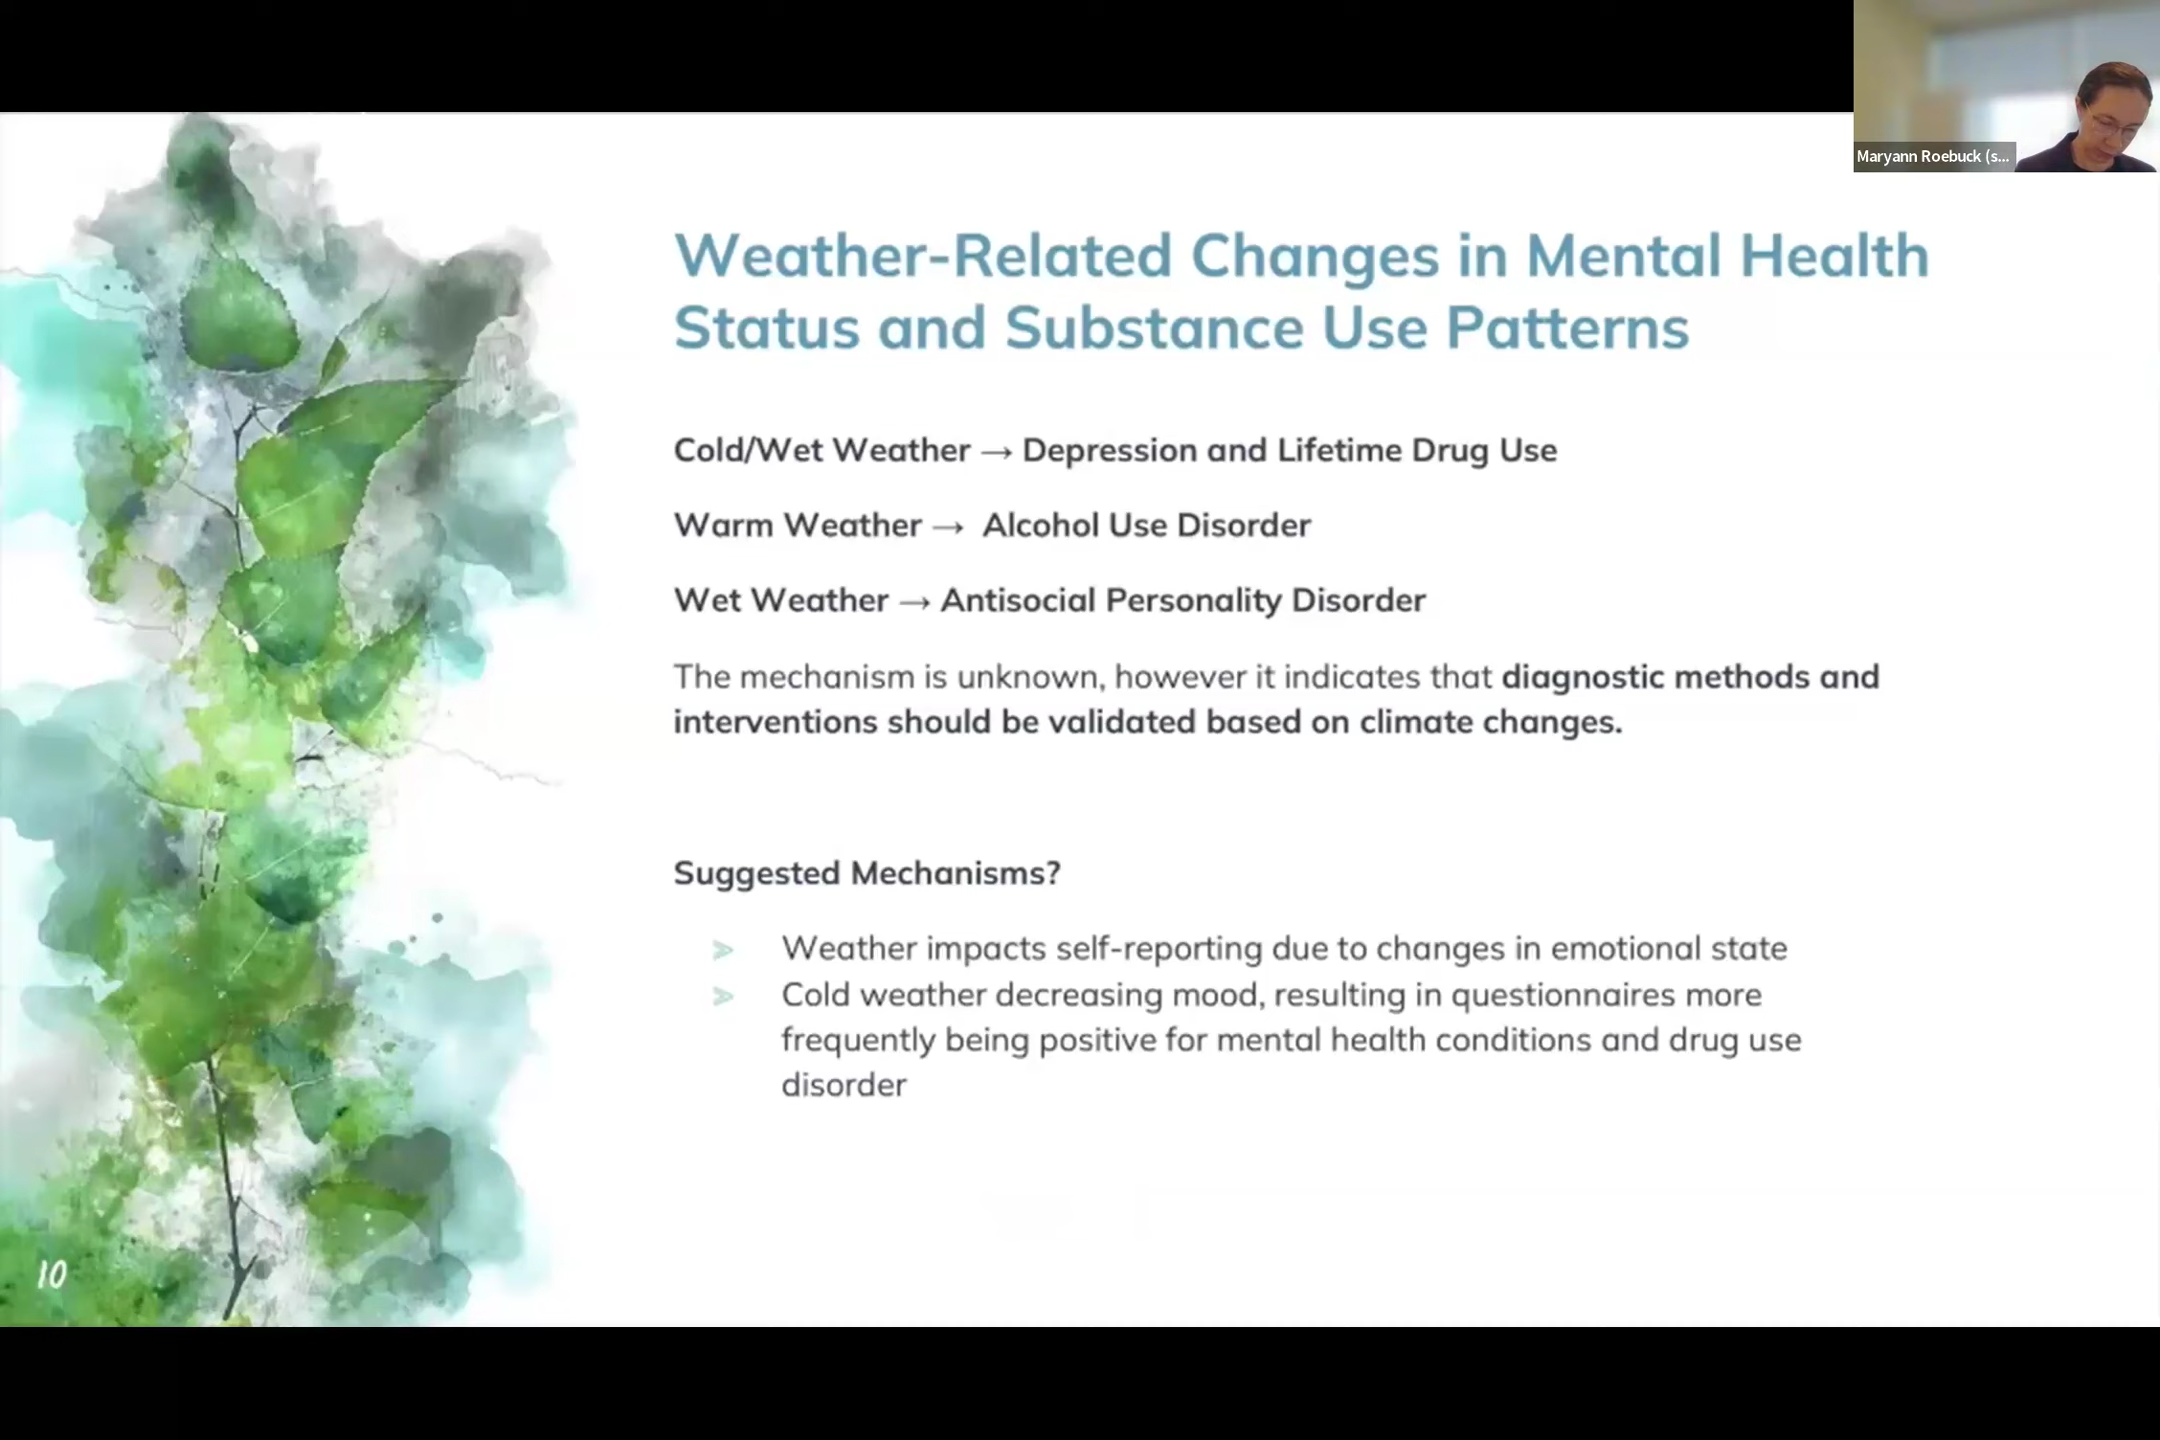 Maryann Roebuck (s...
Weather-Related Changes in Mental Health
Status and Substance Use Patterns
Cold/Wet Weather → Depression and Lifetime Drug Use
Warm Weather → Alcohol Use Disorder
Wet Weather → Antisocial Personality Disorder
The mechanism is unknown, however it indicates that diagnostic methods and
interventions should be validated based on climate changes.
Suggested Mechanisms?
➢ Weather impacts self-reporting due to changes in emotional state
➢ Cold weather decreasing mood, resulting in questionnaires more
frequently being positive for mental health conditions and drug use
disorder
10